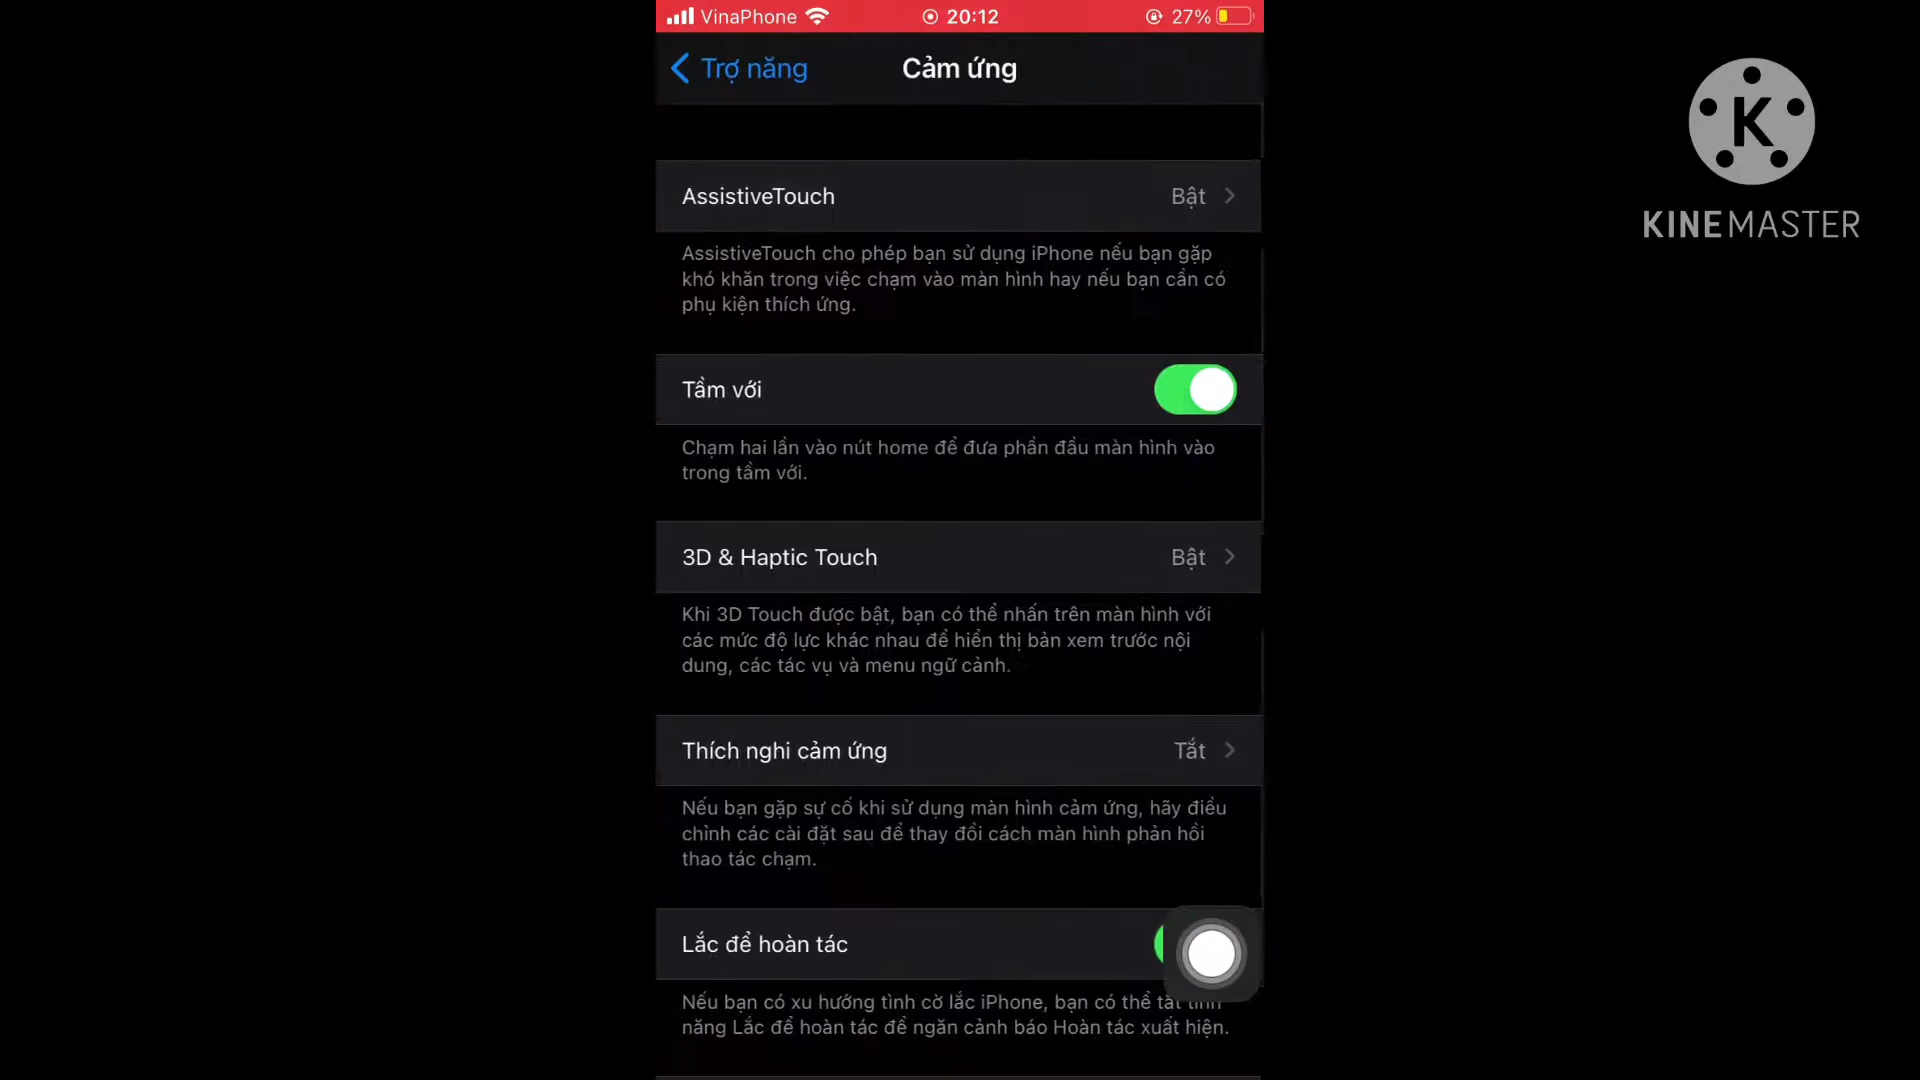 VinaPhone 20:12 27%
Trợ năng Cảm ứng
K
KINEMASTER
AssistiveTouch Bật
AssistiveTouch cho phép bạn sử dụng iPhone nếu bạn gặp
khó khăn trong việc chạm vào màn hình hay nếu bạn cần có
phụ kiện thích ứng.
Tầm với
Chạm hai lần vào nút home để đưa phần đầu màn hình vào
trong tầm với.
3D & Haptic Touch Bật
Khi 3D Touch được bật, bạn có thể nhấn trên màn hình với
các mức độ lực khác nhau để hiển thị bản xem trước nội
dung, các tác vụ và menu ngữ cảnh.
Thích nghi cảm ứng Tắt
Nếu bạn gặp sự cố khi sử dụng màn hình cảm ứng, hãy điều
chỉnh các cài đặt sau để thay đổi cách màn hình phản hồi
thao tác chạm.
Lắc để hoàn tác
Nếu bạn có xu hướng tình cờ lắc iPhone, bạn có thể tắt tính
năng Lắc để hoàn tác để ngăn cảnh báo Hoàn tác xuất hiện.